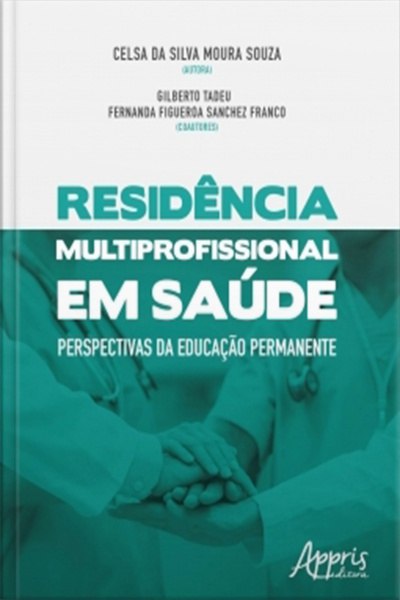 CELSA DA SILVA MOURA SOUZA
(AUTORA)
GILBERTO TADEU
FERNANDA FIGUEROA SANCHEZ FRANCO
(COAUTORES)
RESIDÊNCIA
MULTIPROFISSIONAL
EM SAÚDE
PERSPECTIVAS DA EDUCAÇÃO PERMANENTE
Appris
editora